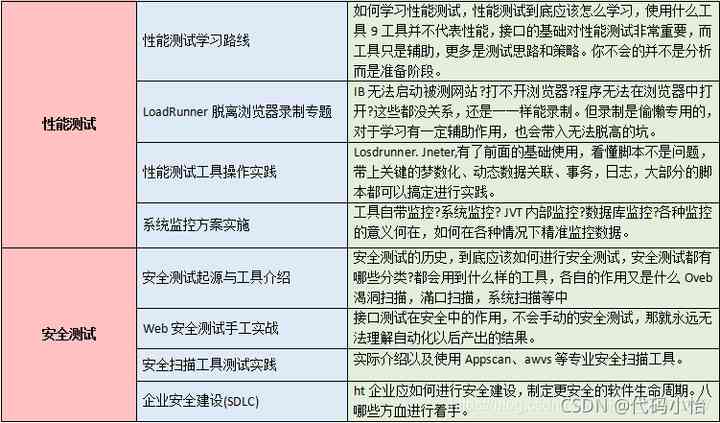 性能测试
性能测试学习路线
如何学习性能测试，性能测试到底应该怎么学习，使用什么工
具 9 工具并不代表性能，接口的基础对性能测试非常重要，而
工具只是辅助，更多是测试思路和策略。你不会的并不是分析
而是准备阶段。
LoadRunner 脱离浏览器录制专题
IB 无法启动被测网站?打不开浏览器?程序无法在浏览器中打
开?这些都没关系，还是一一样能录制。但录制是偷懒专用的，
对于学习有一定辅助作用，也会带入无法脱高的坑。
性能测试工具操作实践
Losdrunner. Jneter,有了前面的基础使用，看懂脚本不是问题，
带上关键的梦数化、动态数据关联、事务，日志，大部分的脚
本都可以搞定进行实践。
系统监控方案实施
工具自带监控?系统监控? JVT 内部监控?数据库监控?各种监控
的意义何在，如何在各种情况下精准监控数据。
安全测试
安全测试起源与工具介绍
安全测试的历史，到底应该如何进行安全测试，安全测试都有
哪些分类?都会用到什么样的工具，各自的作用又是什么 Oveb
渴洞扫描，滿口扫描，系统扫描等中
Web 安全测试手工实战
接口测试在安全中的作用，不会手动的安全测试，那就永远无
法理解自动化以后产出的结果。
安全扫描工具测试实践
实际介绍以及使用 Appscan、awvs 等专业安全扫描工具。
企业安全建设(SDLC)
ht 企业应如何进行安全建设，制定更安全的软件生命周期。八
哪些方血进行看手。
CSDN @代码小怡